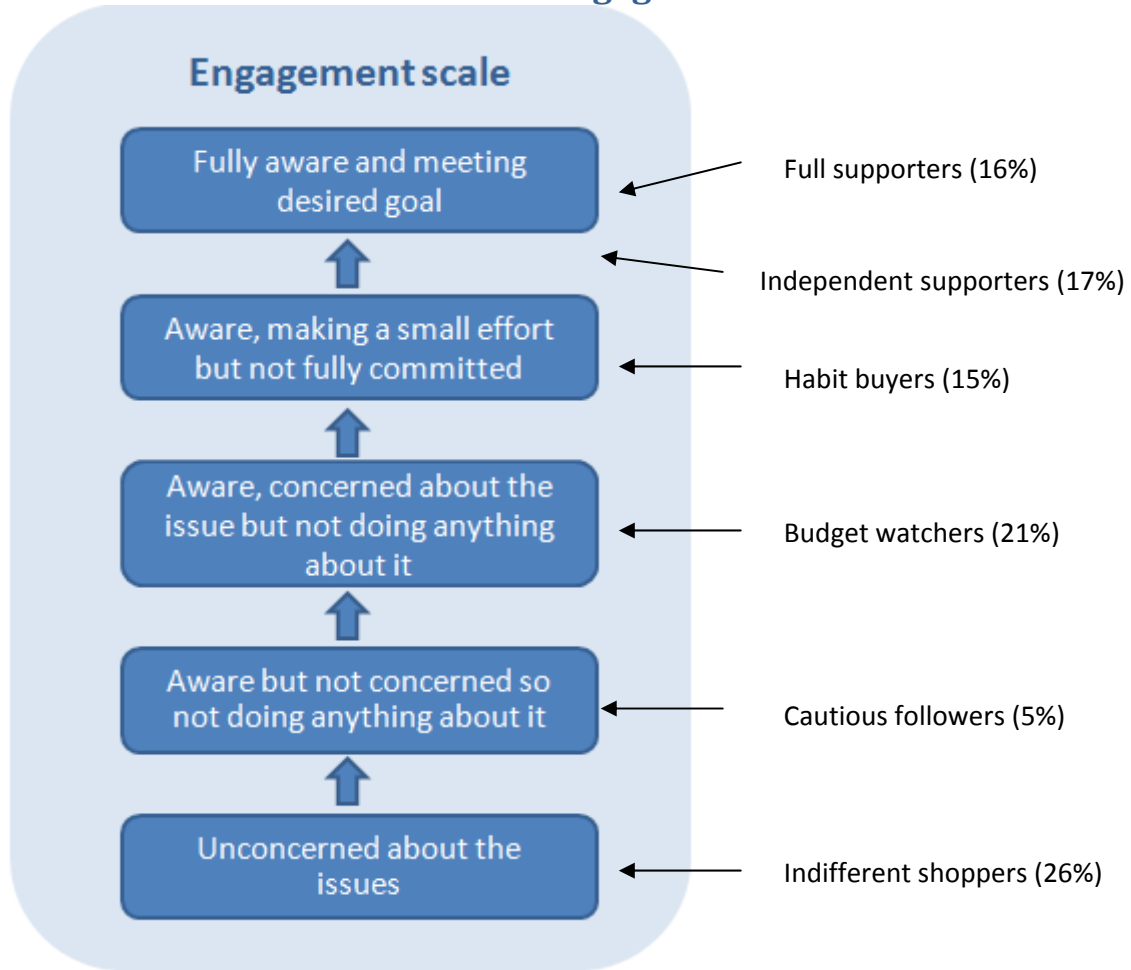 Engagement scale
Fully aware and meeting
desired goal
Full supporters (16%)
Independent supporters (17%)
Aware, making a small effort
but not fully committed
Habit buyers (15%)
Aware, concerned about the
issue but not doing anything
about it
Budget watchers (21%)
Aware but not concerned so
not doing anything about it
Cautious followers (5%)
Unconcerned about the
issues
Indifferent shoppers (26%)